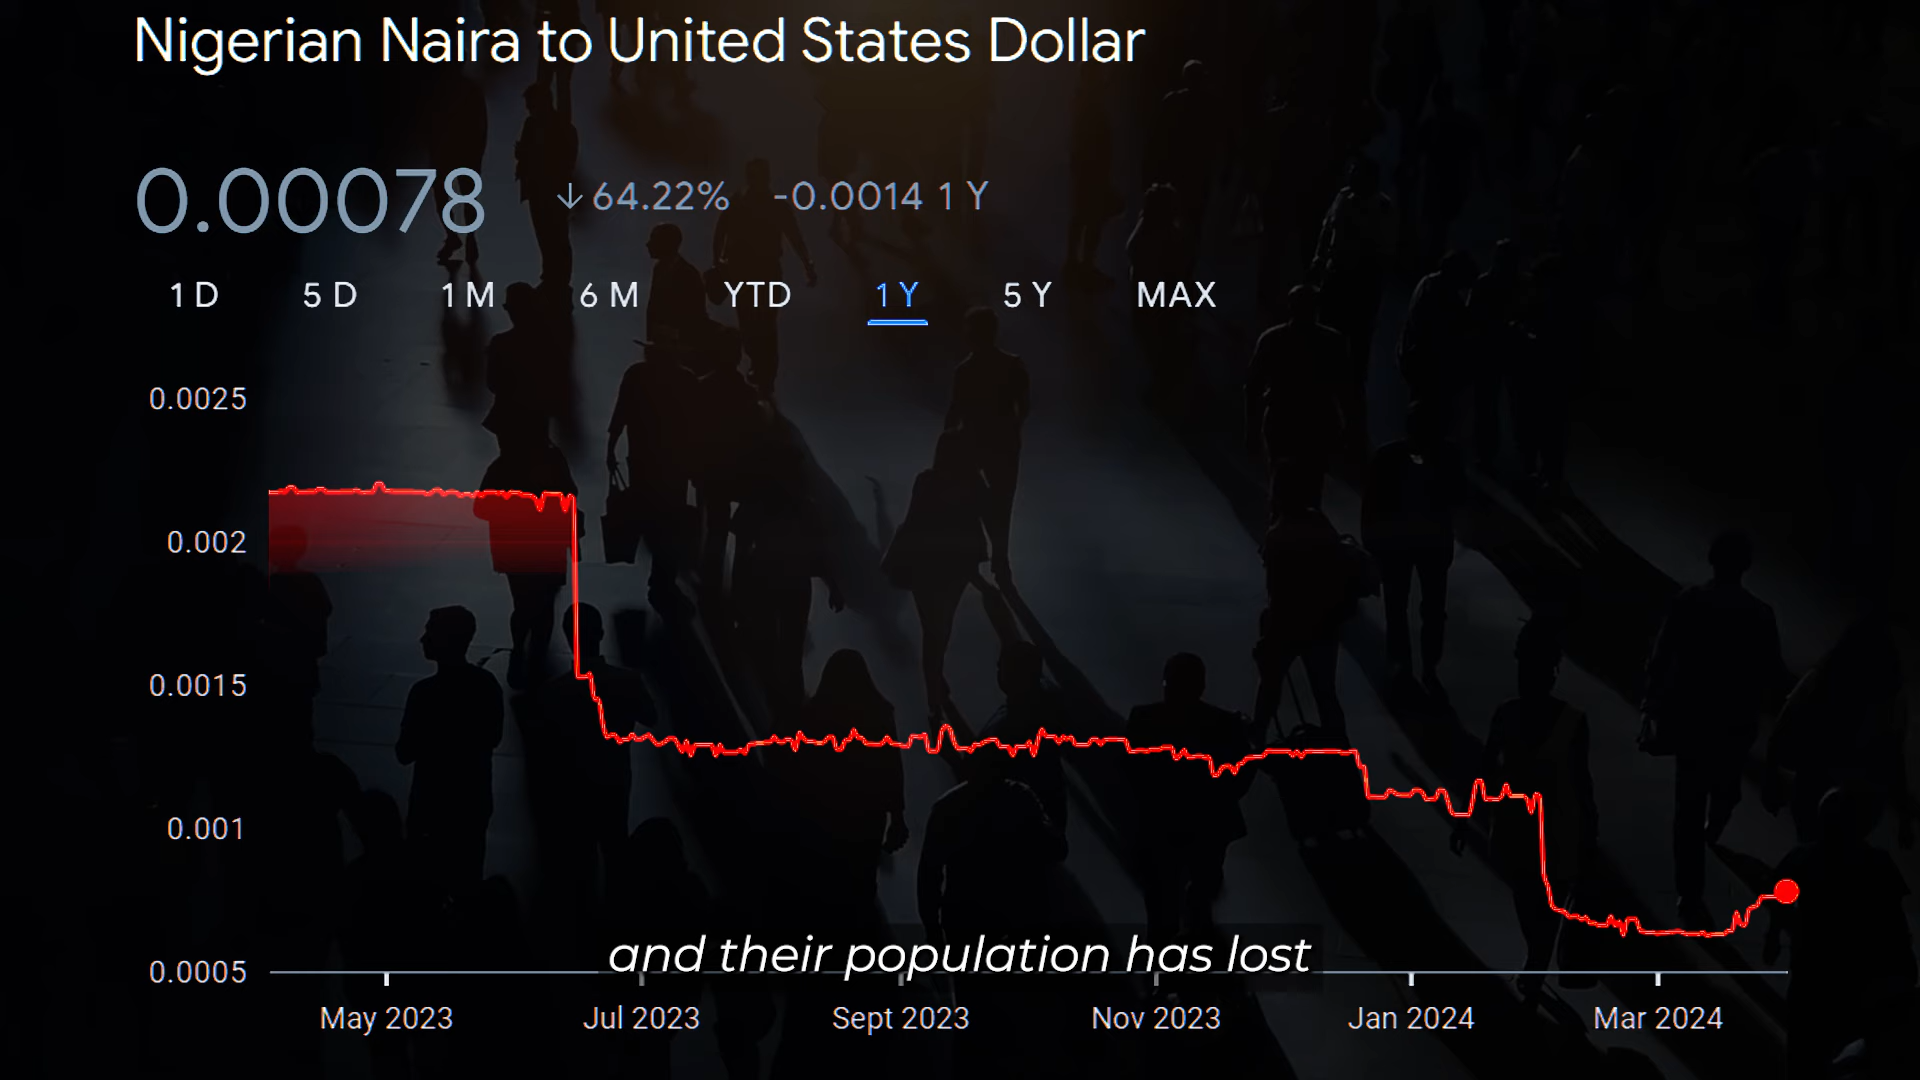 Nigerian Naira to United States Dollar
0.00078 ↓64.22% -0.0014 1 Y
1 D 5 D 1 M 6 M YTD 1 Y 5 Y MAX
0.0025
0.002
0.0015
0.001
0.0005
and their population has lost
May 2023 Jul 2023 Sept 2023 Nov 2023 Jan 2024 Mar 2024